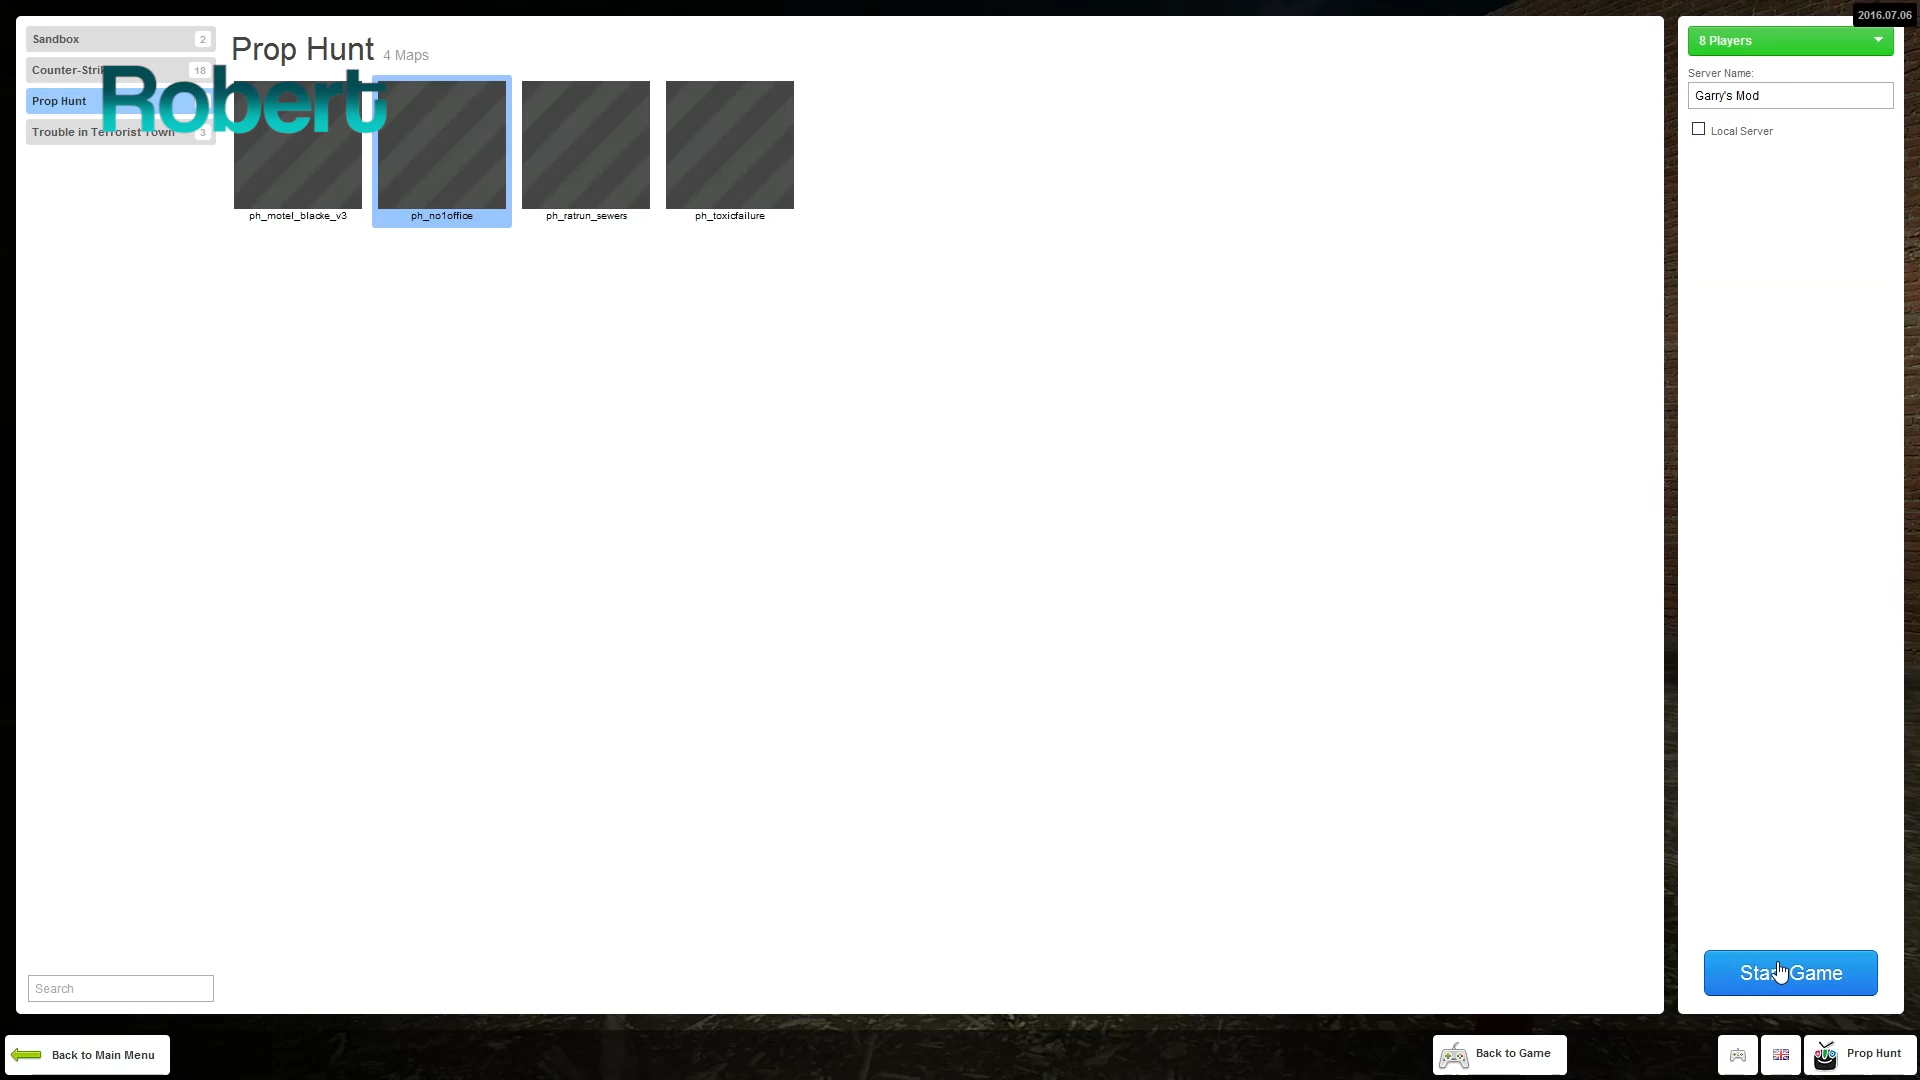 2016.07.06
Sandbox 2
Counter-Stri 18
Prop Hunt
Trouble in Terrorist Town 3
Robert
Prop Hunt 4 Maps
ph_motel_blacke_v3
ph_no1office
ph_ratrun_sewers
ph_toxicfailure
8 Players
Server Name:
Garry's Mod
Local Server
Start Game
Search
Back to Main Menu
Back to Game
Prop Hunt